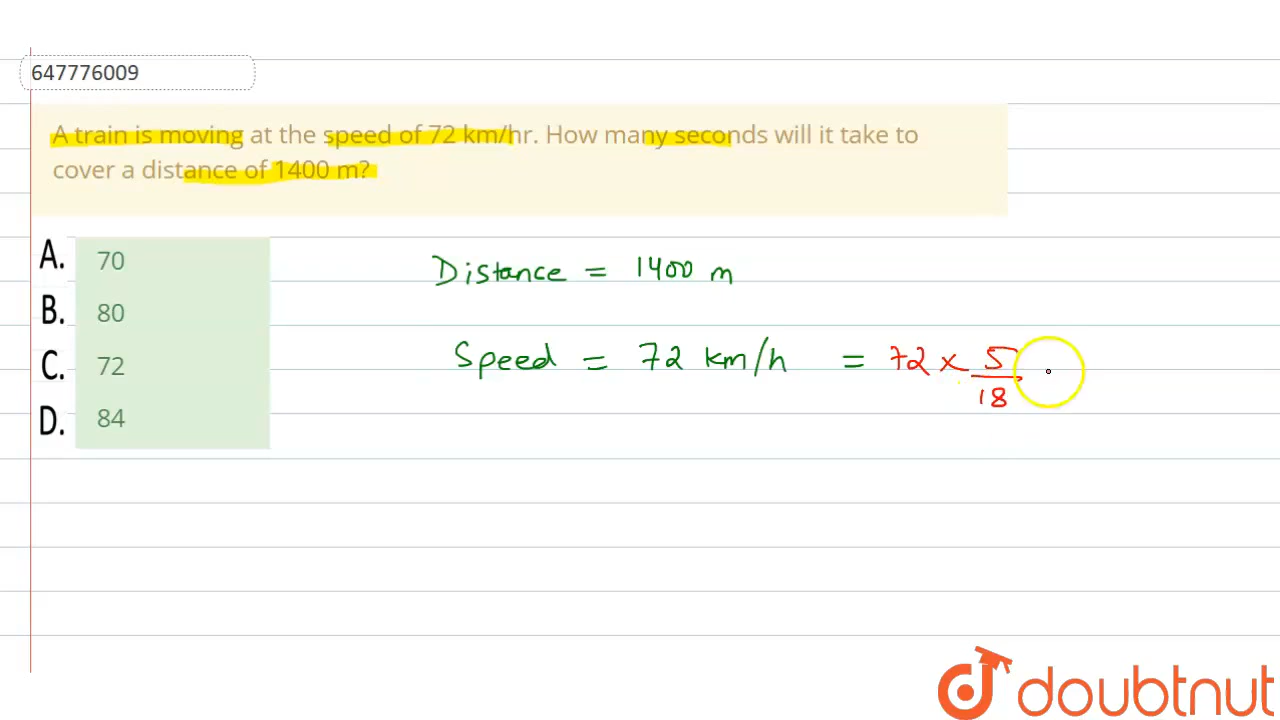 647776009
A train is moving at the speed of 72 km/hr. How many seconds will it take to
cover a distance of 1400 m?
A. 70
B. 80
C. 72
D. 84
Distance = 1400 m
Speed = 72 km/h = 72 × 5/18
doubtnut